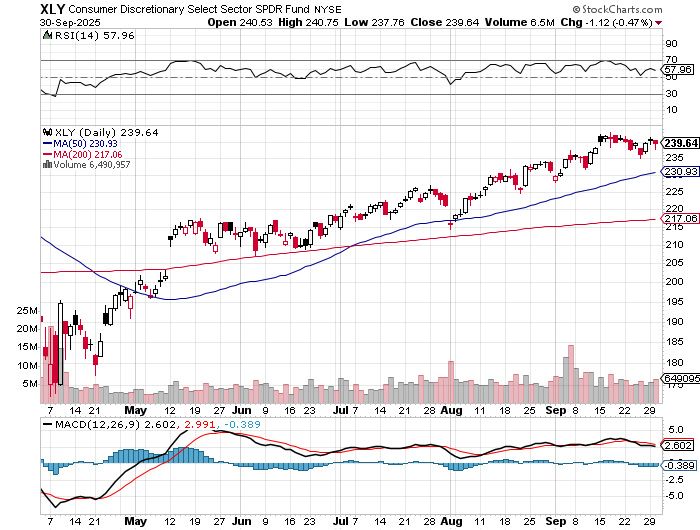 XLY Consumer Discretionary Select Sector SPDR Fund NYSE © StockCharts.com
30-Sep-2025 Open 240.53 High 240.75 Low 237.76 Close 239.64 Volume 6.5M Chg -1.12 (-0.47%)
RSI(14) 57.96
90
70
57.96
50
30
10
XLY (Daily) 239.64
MA(50) 230.93
MA(200) 217.06
Volume 6,490,957
239.64
235
230.93
225
220
217.06
215
210
205
200
195
190
185
180
175
25M
20M
15M
10M
5M
6490957
7 14 21 May 12 19 27 Jun 9 16 23 Jul 7 14 21 28 Aug 11 18 25 Sep 8 15 22 29
MACD(12,26,9) 2.602, 2.991, -0.389
5.0
2.602
-0.389
-2.5
-5.0
7 14 21 May 12 19 27 Jun 9 16 23 Jul 7 14 21 28 Aug 11 18 25 Sep 8 15 22 29